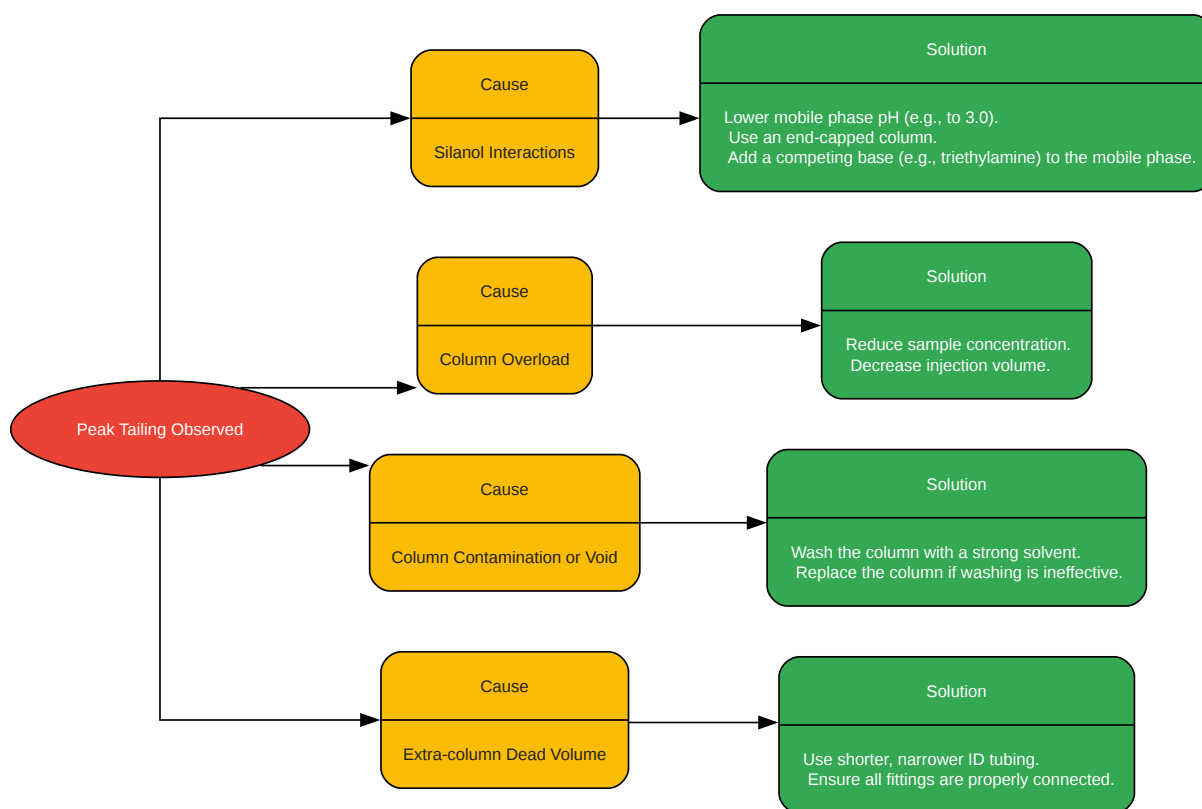 Peak Tailing Observed
Cause
Silanol Interactions
Solution
Lower mobile phase pH (e.g., to 3.0).
Use an end-capped column.
Add a competing base (e.g., triethylamine) to the mobile phase.
Cause
Column Overload
Solution
Reduce sample concentration.
Decrease injection volume.
Cause
Column Contamination or Void
Solution
Wash the column with a strong solvent.
Replace the column if washing is ineffective.
Cause
Extra-column Dead Volume
Solution
Use shorter, narrower ID tubing.
Ensure all fittings are properly connected.